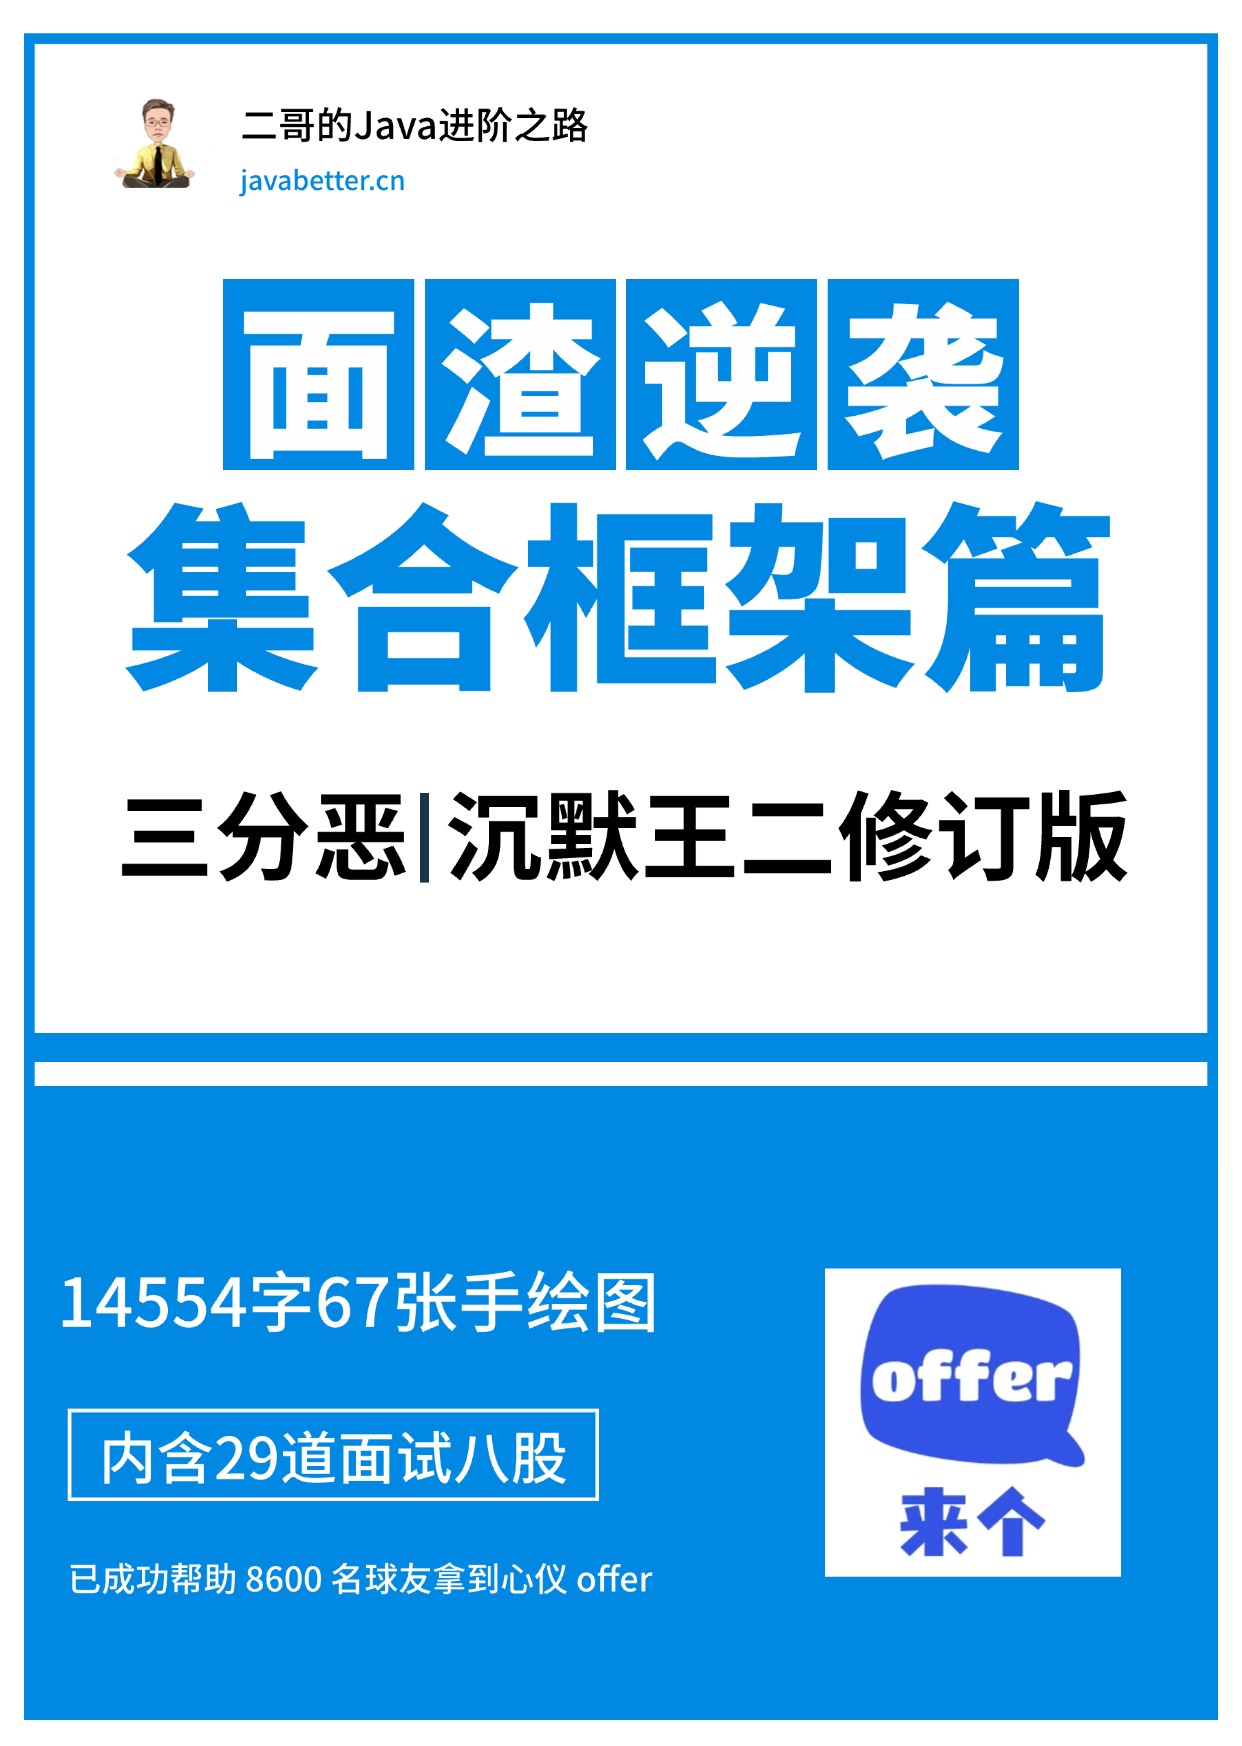 二哥的Java进阶之路
javabetter.cn
面渣逆袭
集合框架篇
三分恶|沉默王二修订版
14554字67张手绘图
内含29道面试八股
已成功帮助 8600 名球友拿到心仪 offer
offer
来个